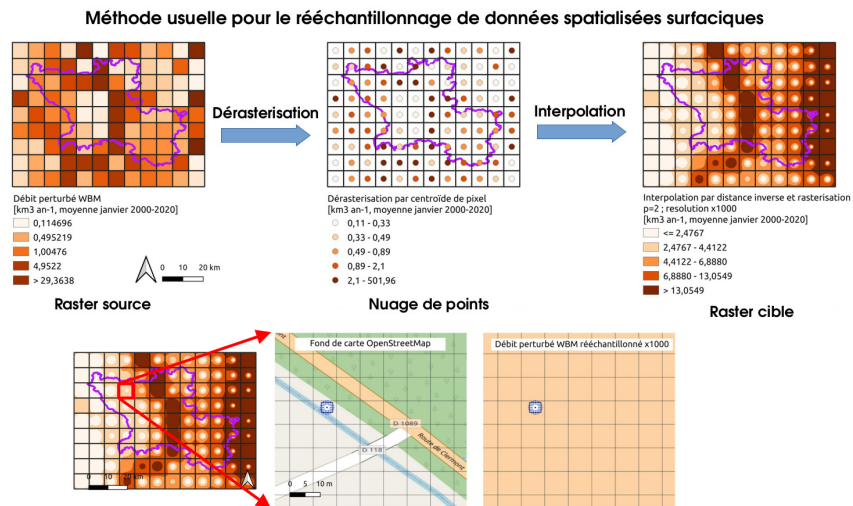 Méthode usuelle pour le rééchantillonnage de données spatialisées surfaciques
Dérasterisation
Interpolation
Débit perturbé WBM
[km3 an-1, moyenne janvier 2000-2020]
0,114696
0,495219
1,00476
4,9522
> 29,3638
0 10 20 km
Dérasterisation par centroïde de pixel
[km3 an-1, moyenne janvier 2000-2020]
0,11 - 0,33
0,33 - 0,49
0,49 - 0,89
0,89 - 2,1
2,1 - 501,96
Interpolation par distance inverse et rasterisation
p=2 ; resolution x1000
[km3 an-1, moyenne janvier 2000-2020]
<= 2,4767
2,4767 - 4,4122
4,4122 - 6,8880
6,8880 - 13,0549
> 13,0549
Raster source
Nuage de points
Raster cible
0 10 20 km
Fond de carte OpenStreetMap
D 1089
D 118
Route de Clermont
0 5 10 m
Débit perturbé WBM rééchantillonné x1000